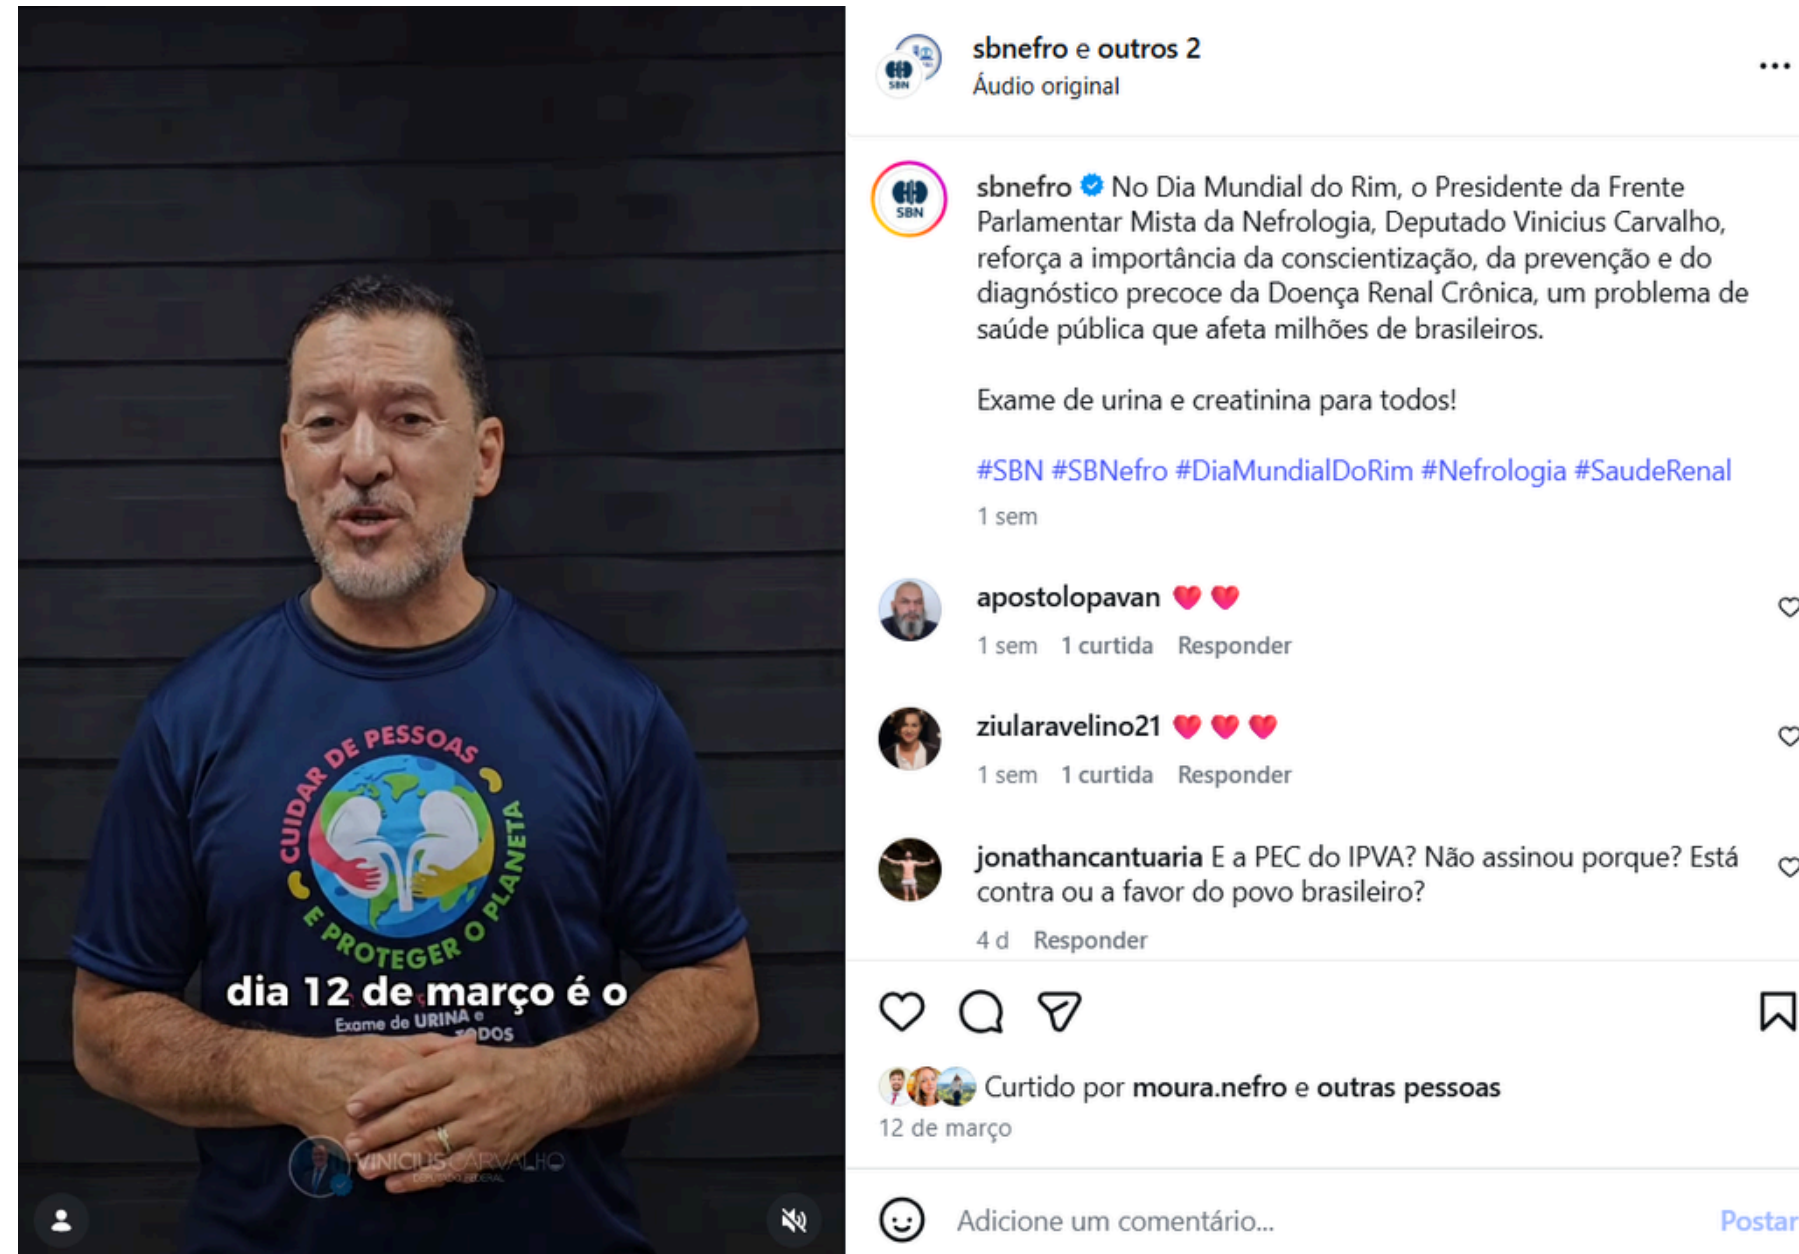 sbnefro e outros 2
Áudio original
SBN
sbnefro No Dia Mundial do Rim, o Presidente da Frente
Parlamentar Mista da Nefrologia, Deputado Vinicius Carvalho,
reforça a importância da conscientização, da prevenção e do
diagnóstico precoce da Doença Renal Crônica, um problema de
saúde pública que afeta milhões de brasileiros.
Exame de urina e creatinina para todos!
#SBN #SBNefro #DiaMundialDoRim #Nefrologia #SaudeRenal
1 sem
SBN
apostolopavan ❤️ ❤️
1 sem 1 curtida Responder
ziularavelino21 ❤️ ❤️ ❤️
1 sem 1 curtida Responder
jonathancantuaria E a PEC do IPVA? Não assinou porque? Está
contra ou a favor do povo brasileiro?
4 d Responder
Curtido por moura.nefro e outras pessoas
12 de março
Adicione um comentário...
Postar
CUIDAR DE PESSOAS
E PROTEGER O PLANETA
dia 12 de março é o
Exame de URINA e
TODOS
VINICIUS CARVALHO
DEPUTADO FEDERAL